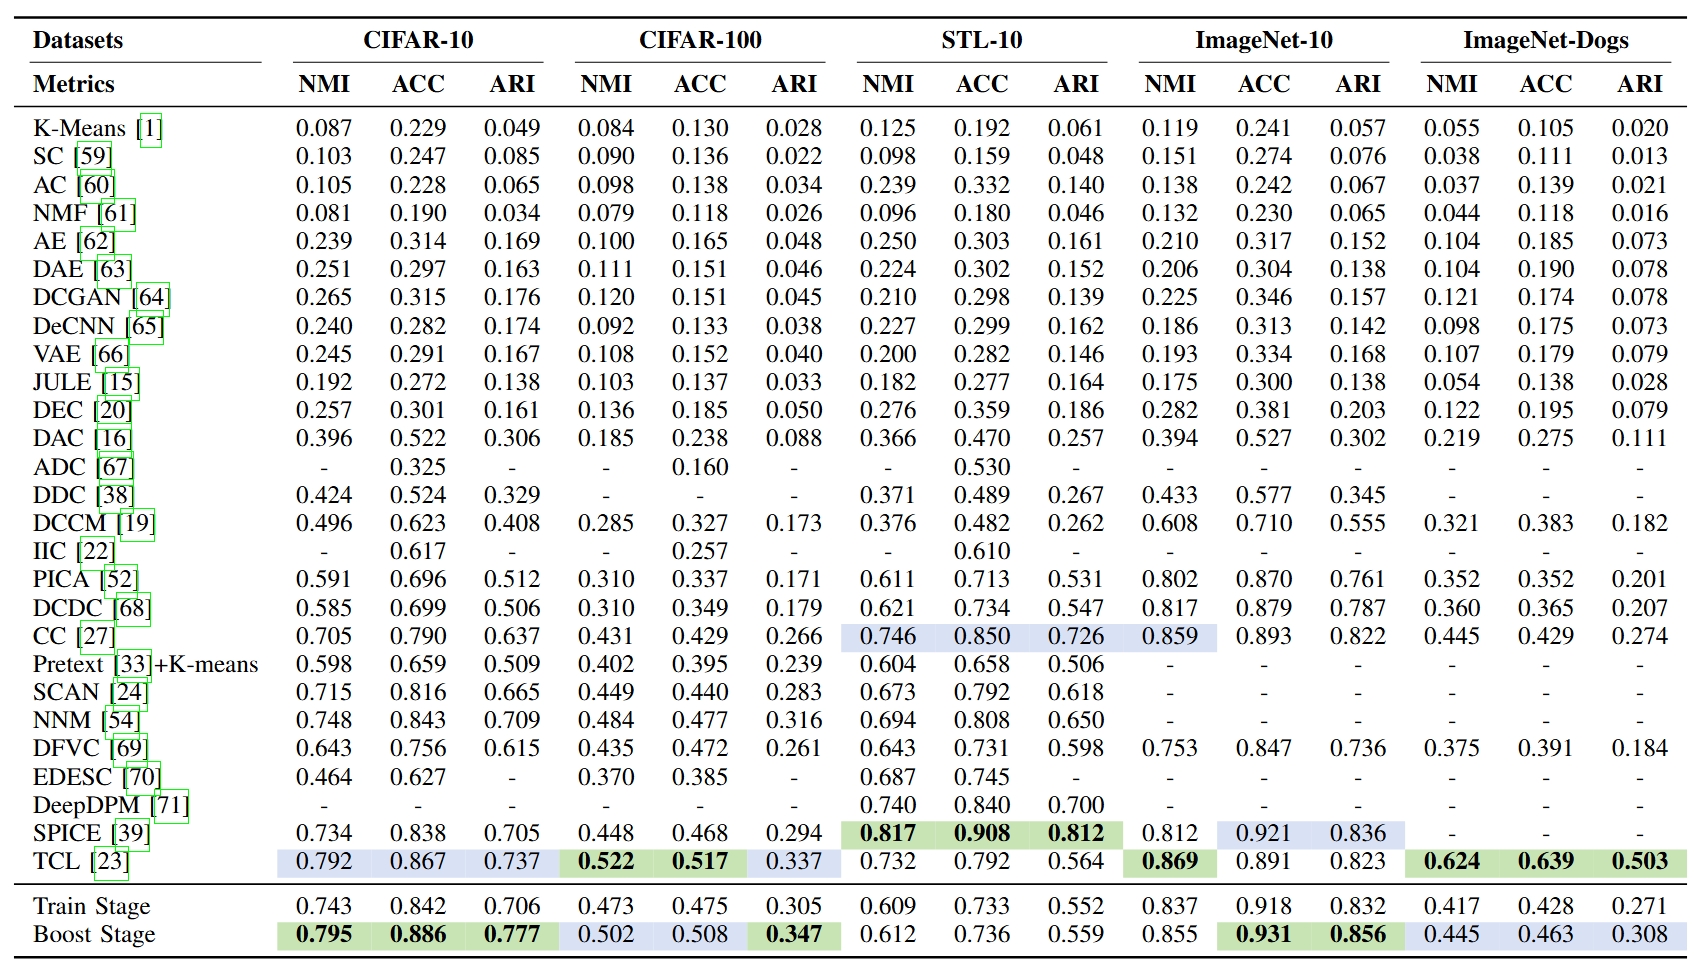 Datasets CIFAR-10 CIFAR-100 STL-10 ImageNet-10 ImageNet-Dogs
Metrics NMI ACC ARI NMI ACC ARI NMI ACC ARI NMI ACC ARI NMI ACC ARI
K-Means [1] 0.087 0.229 0.049 0.084 0.130 0.028 0.125 0.192 0.061 0.119 0.241 0.057 0.055 0.105 0.020
SC [59] 0.103 0.247 0.085 0.090 0.136 0.022 0.098 0.159 0.048 0.151 0.274 0.076 0.038 0.111 0.013
AC [60] 0.105 0.228 0.065 0.098 0.138 0.034 0.239 0.332 0.140 0.138 0.242 0.067 0.037 0.139 0.021
NMF [61] 0.081 0.190 0.034 0.079 0.118 0.026 0.096 0.180 0.046 0.132 0.230 0.065 0.044 0.118 0.016
AE [62] 0.239 0.314 0.169 0.100 0.165 0.048 0.250 0.303 0.161 0.210 0.317 0.152 0.104 0.185 0.073
DAE [63] 0.251 0.297 0.163 0.111 0.151 0.046 0.224 0.302 0.152 0.206 0.304 0.138 0.104 0.190 0.078
DCGAN [64] 0.265 0.315 0.176 0.120 0.151 0.045 0.210 0.298 0.139 0.225 0.346 0.157 0.121 0.174 0.078
DeCNN [65] 0.240 0.282 0.174 0.092 0.133 0.038 0.227 0.299 0.162 0.186 0.313 0.142 0.098 0.175 0.073
VAE [66] 0.245 0.291 0.167 0.108 0.152 0.040 0.200 0.282 0.146 0.193 0.334 0.168 0.107 0.179 0.079
JULE [15] 0.192 0.272 0.138 0.103 0.137 0.033 0.182 0.277 0.164 0.175 0.300 0.138 0.054 0.138 0.028
DEC [20] 0.257 0.301 0.161 0.136 0.185 0.050 0.276 0.359 0.186 0.282 0.381 0.203 0.122 0.195 0.079
DAC [16] 0.396 0.522 0.306 0.185 0.238 0.088 0.366 0.470 0.257 0.394 0.527 0.302 0.219 0.275 0.111
ADC [67] - 0.325 - - 0.160 - - 0.530 - - - - - - -
DDC [38] 0.424 0.524 0.329 - - - 0.371 0.489 0.267 0.433 0.577 0.345 - - -
DCCM [19] 0.496 0.623 0.408 0.285 0.327 0.173 0.376 0.482 0.262 0.608 0.710 0.555 0.321 0.383 0.182
IIC [22] - 0.617 - - 0.257 - - 0.610 - - - - - - -
PICA [52] 0.591 0.696 0.512 0.310 0.337 0.171 0.611 0.713 0.531 0.802 0.870 0.761 0.352 0.352 0.201
DCDC [68] 0.585 0.699 0.506 0.310 0.349 0.179 0.621 0.734 0.547 0.817 0.879 0.787 0.360 0.365 0.207
CC [27] 0.705 0.790 0.637 0.431 0.429 0.266 0.746 0.850 0.726 0.859 0.893 0.822 0.445 0.429 0.274
Pretext [33]+K-means 0.598 0.659 0.509 0.402 0.395 0.239 0.604 0.658 0.506 - - - - - -
SCAN [24] 0.715 0.816 0.665 0.449 0.440 0.283 0.673 0.792 0.618 - - - - - -
NNM [54] 0.748 0.843 0.709 0.484 0.477 0.316 0.694 0.808 0.650 - - - - - -
DFVC [69] 0.643 0.756 0.615 0.435 0.472 0.261 0.643 0.731 0.598 0.753 0.847 0.736 0.375 0.391 0.184
EDESC [70] 0.464 0.627 - 0.370 0.385 - 0.687 0.745 - - - - - - -
DeepDPM [71] - - - - - - 0.740 0.840 0.700 - - - - - -
SPICE [39] 0.734 0.838 0.705 0.448 0.468 0.294 0.817 0.908 0.812 0.812 0.921 0.836 - - -
TCL [23] 0.792 0.867 0.737 0.522 0.517 0.337 0.732 0.792 0.564 0.869 0.891 0.823 0.624 0.639 0.503
Train Stage 0.743 0.842 0.706 0.473 0.475 0.305 0.609 0.733 0.552 0.837 0.918 0.832 0.417 0.428 0.271
Boost Stage 0.795 0.886 0.777 0.502 0.508 0.347 0.612 0.736 0.559 0.855 0.931 0.856 0.445 0.463 0.308